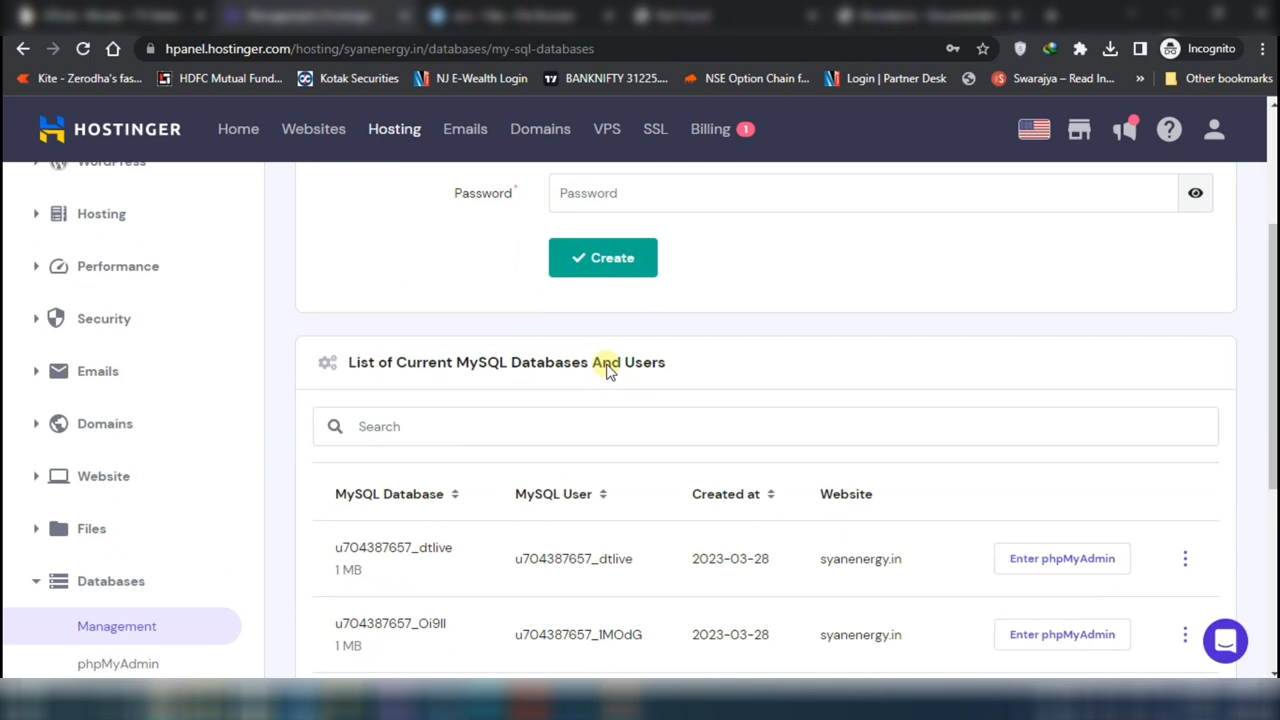 hpanel.hostinger.com/hosting/syanenergy.in/databases/my-sql-databases
Incognito
Kite - Zerodha's fas...
HDFC Mutual Fund...
Kotak Securities
NJ E-Wealth Login
BANKNIFTY 31225....
NSE Option Chain f...
Login | Partner Desk
Swarajya – Read In...
»
Other bookmarks
HOSTINGER
Home
Websites
Hosting
Emails
Domains
VPS
SSL
Billing 1
WordPress
Hosting
Performance
Security
Emails
Domains
Website
Files
Databases
Management
phpMyAdmin
Password*
Password
Create
List of Current MySQL Databases And Users
Search
MySQL Database MySQL User Created at Website
u704387657_dtlive
1 MB
u704387657_dtlive 2023-03-28 syanenergy.in Enter phpMyAdmin
u704387657_Oi9ll
1 MB
u704387657_1MOdG 2023-03-28 syanenergy.in Enter phpMyAdmin